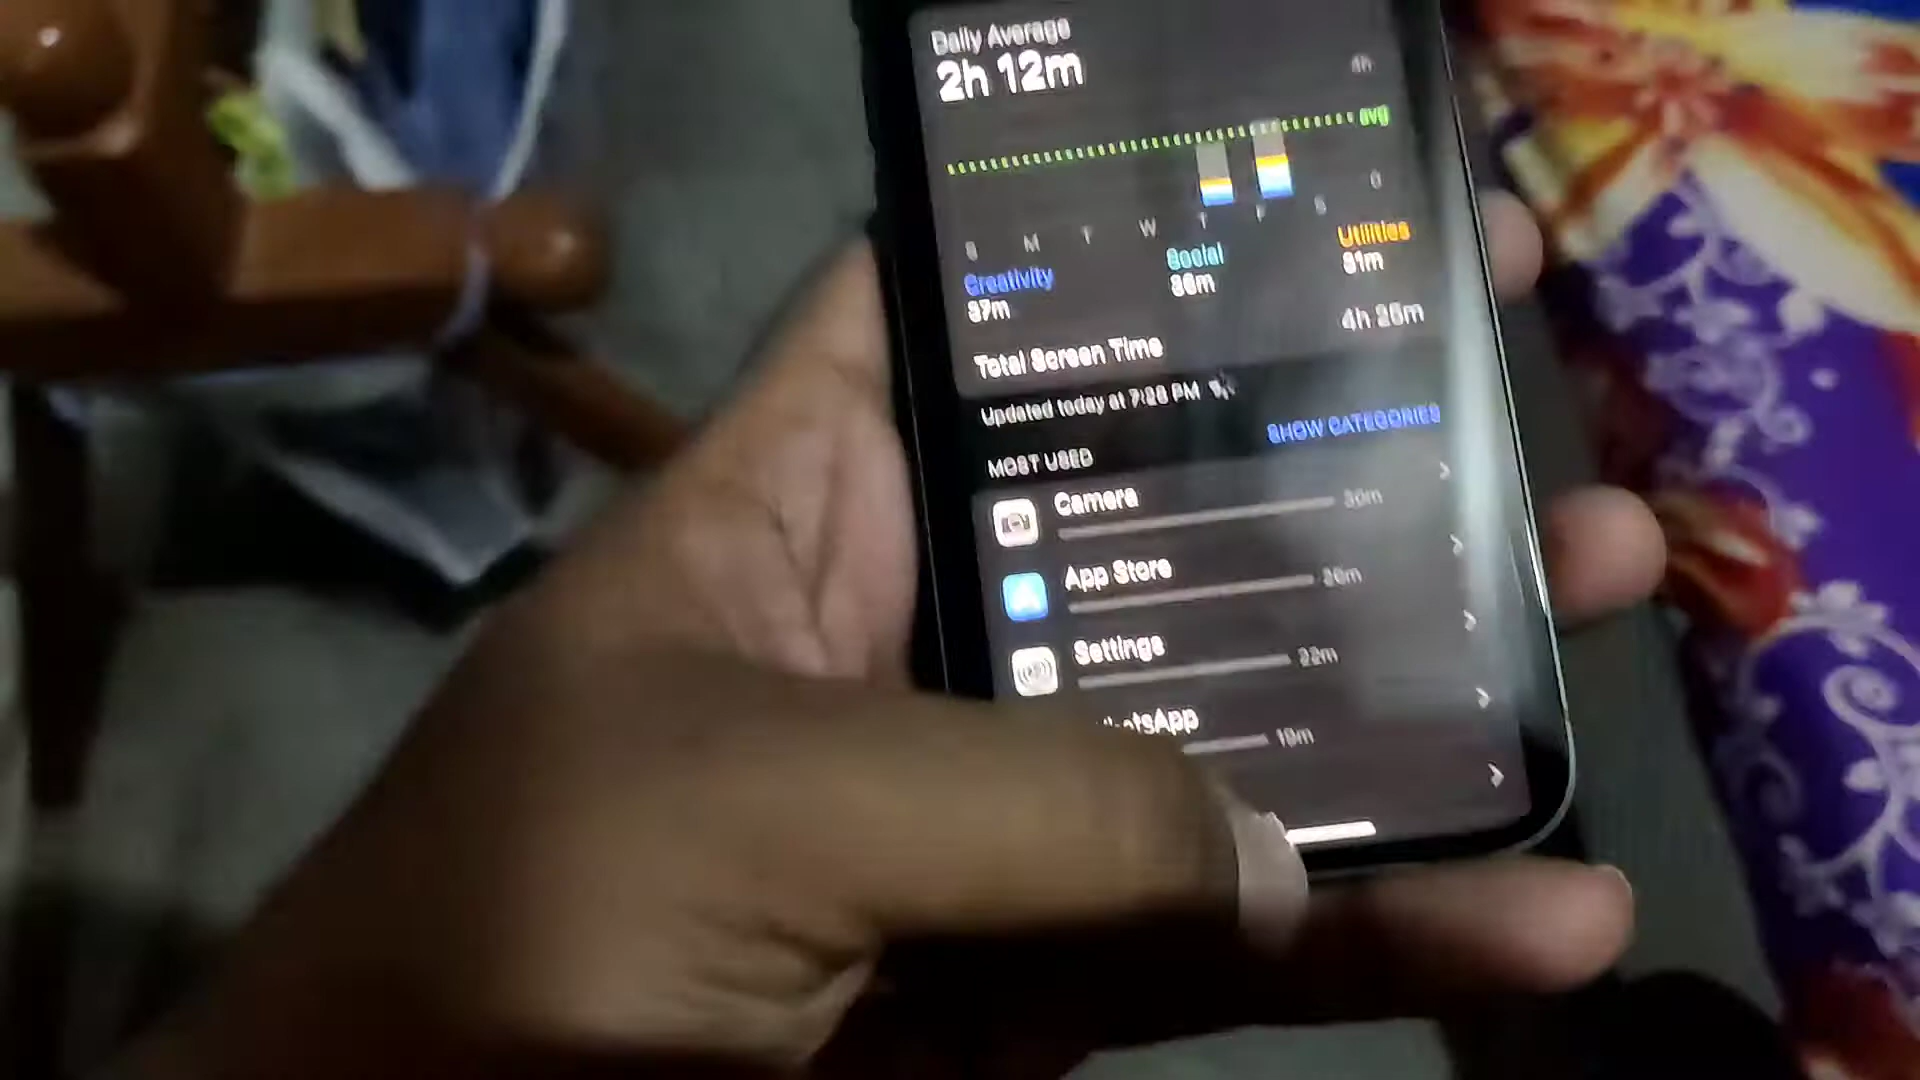 Daily Average
2h 12m
4h
avg
0
S M T W T F S
Creativity Social Utilities
37m 36m 31m
Total Screen Time 4h 25m
Updated today at 7:28 PM
MOST USED SHOW CATEGORIES
Camera
30m
App Store
26m
Settings
22m
19m